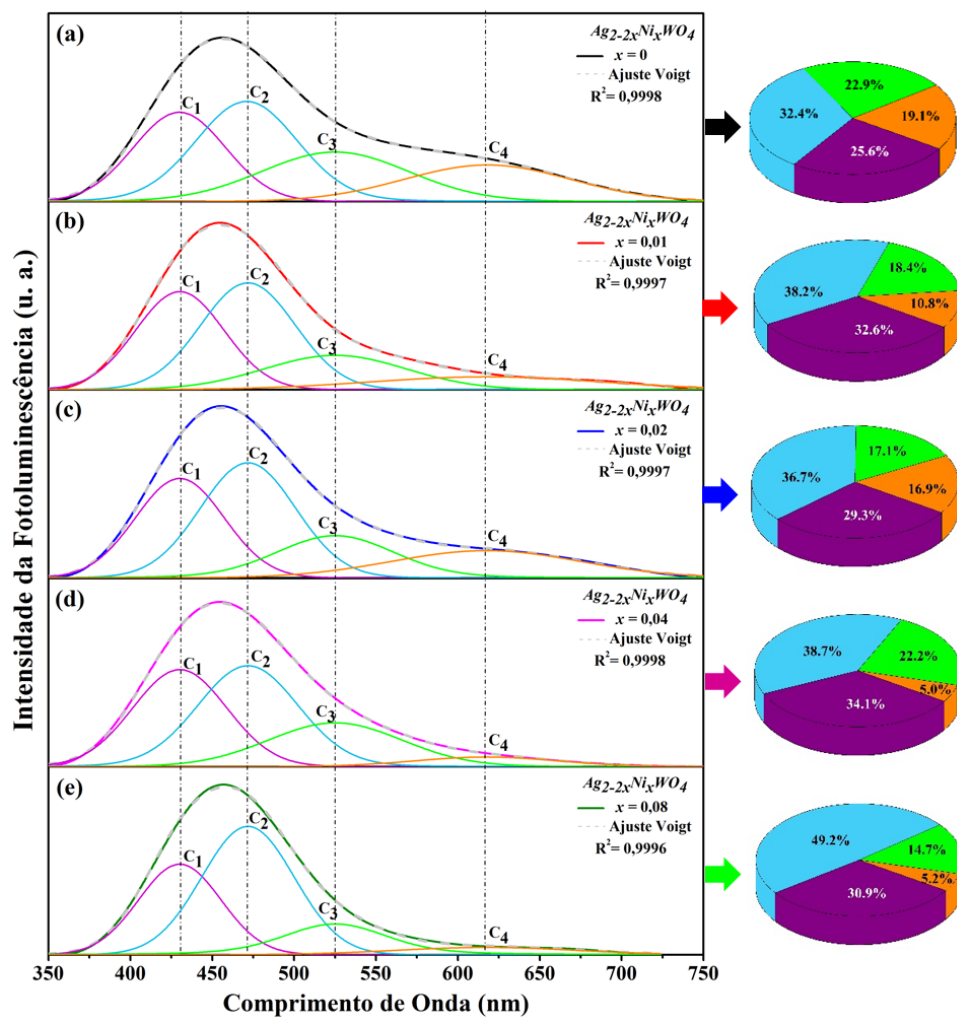 Intensidade da Fotoluminescência (u. a.)
(a)
Ag2-2xNixWO4
x = 0
Ajuste Voigt
R²= 0,9998
C1
C2
C3
C4
22.9%
32.4%
19.1%
25.6%
(b)
Ag2-2xNixWO4
x = 0,01
Ajuste Voigt
R²= 0,9997
C1
C2
C3
C4
18.4%
38.2%
10.8%
32.6%
(c)
Ag2-2xNixWO4
x = 0,02
Ajuste Voigt
R²= 0,9997
C1
C2
C3
C4
17.1%
36.7%
16.9%
29.3%
(d)
Ag2-2xNixWO4
x = 0,04
Ajuste Voigt
R²= 0,9998
C1
C2
C3
C4
38.7%
22.2%
5.0%
34.1%
(e)
Ag2-2xNixWO4
x = 0,08
Ajuste Voigt
R²= 0,9996
C1
C2
C3
C4
49.2%
14.7%
5.2%
30.9%
350 400 450 500 550 600 650 700 750
Comprimento de Onda (nm)